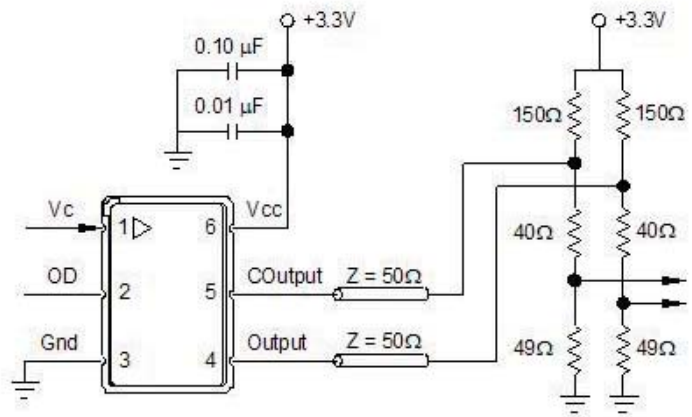 +3.3V
+3.3V
0.10 µF
0.01 µF
150Ω
150Ω
Vc
1
6
Vcc
40Ω
40Ω
OD
2
5
COutput
Z = 50Ω
Gnd
3
4
Output
Z = 50Ω
49Ω
49Ω